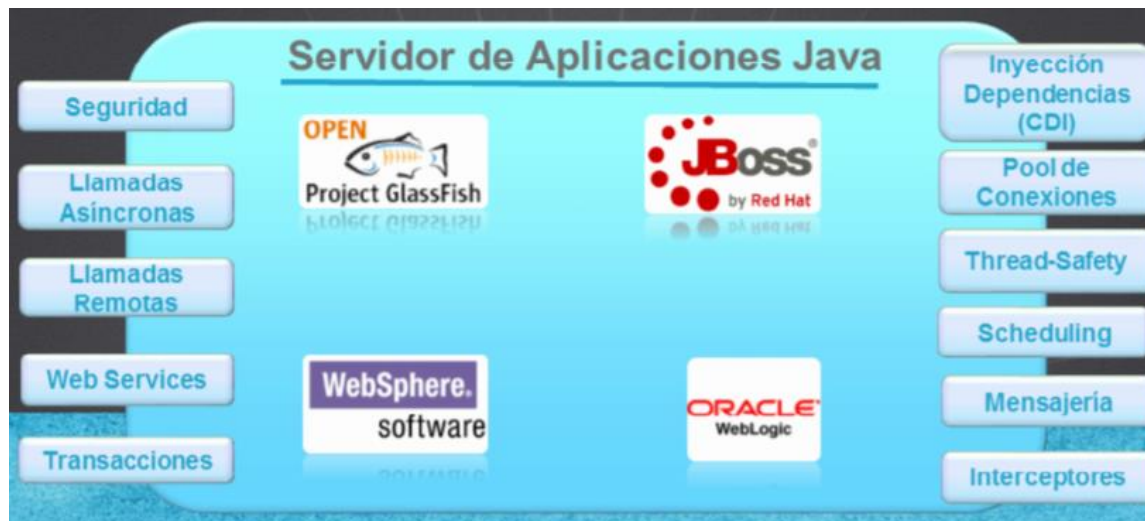 Servidor de Aplicaciones Java
Seguridad
Llamadas
Asíncronas
Llamadas
Remotas
Web Services
Transacciones
OPEN
Project GlassFish
JBoss
by Red Hat
WebSphere.
software
ORACLE
WebLogic
Inyección
Dependencias
(CDI)
Pool de
Conexiones
Thread-Safety
Scheduling
Mensajería
Interceptores